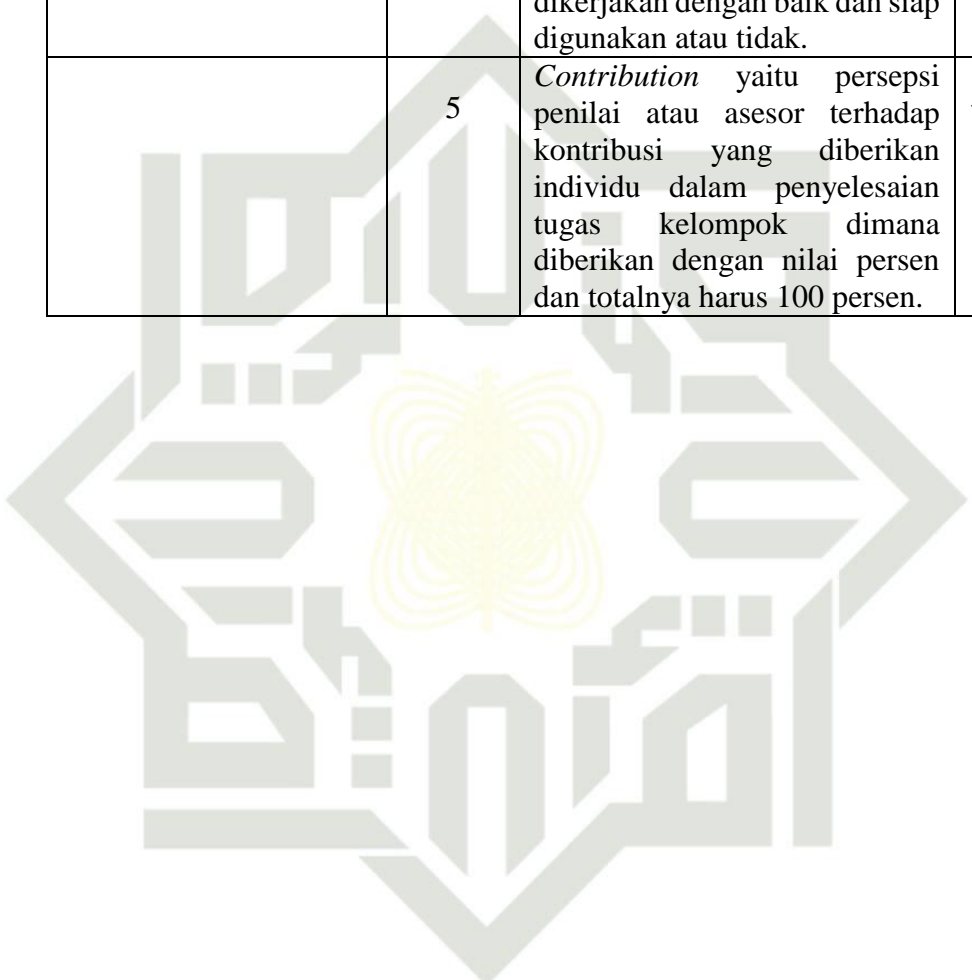 dikerjakan dengan baik dan siap
digunakan atau tidak.
5
Contribution yaitu persepsi
penilai atau asesor terhadap
kontribusi yang diberikan
individu dalam penyelesaian
tugas kelompok dimana
diberikan dengan nilai persen
dan totalnya harus 100 persen.